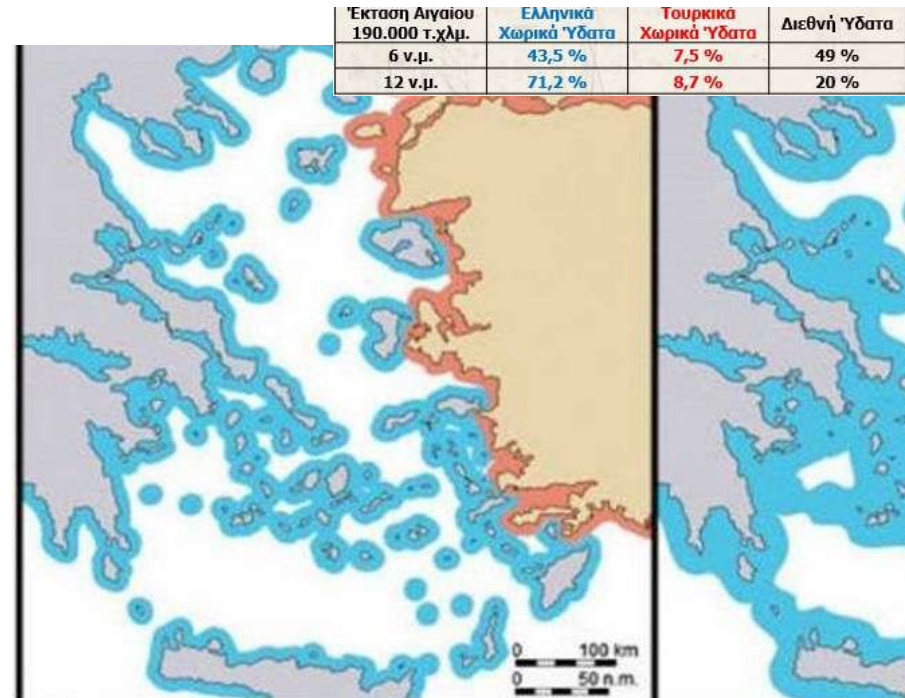 Έκταση Αιγαίου
190.000 τ.χλμ.
Ελληνικά
Χωρικά Ύδατα
Τουρκικά
Χωρικά Ύδατα
Διεθνή Ύδατα
6 ν.μ.
43,5 %
7,5 %
49 %
12 ν.μ.
71,2 %
8,7 %
20 %
0 100 km
0 50 n.m.